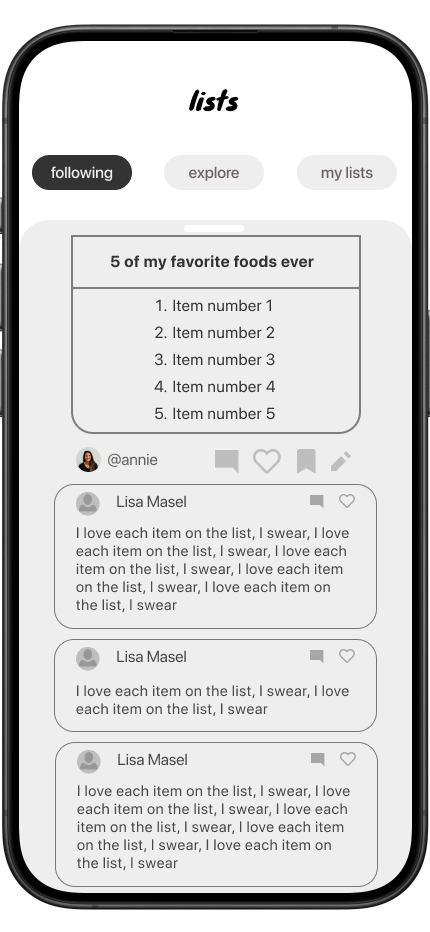 lists
following
explore
my lists
5 of my favorite foods ever
1. Item number 1
2. Item number 2
3. Item number 3
4. Item number 4
5. Item number 5
@annie
Lisa Masel
I love each item on the list, I swear, I love
each item on the list, I swear, I love each
item on the list, I swear, I love each item
on the list, I swear, I love each item on
the list, I swear
Lisa Masel
I love each item on the list, I swear, I love
each item on the list, I swear
Lisa Masel
I love each item on the list, I swear, I love
each item on the list, I swear, I love each
item on the list, I swear, I love each item
on the list, I swear, I love each item on
the list, I swear